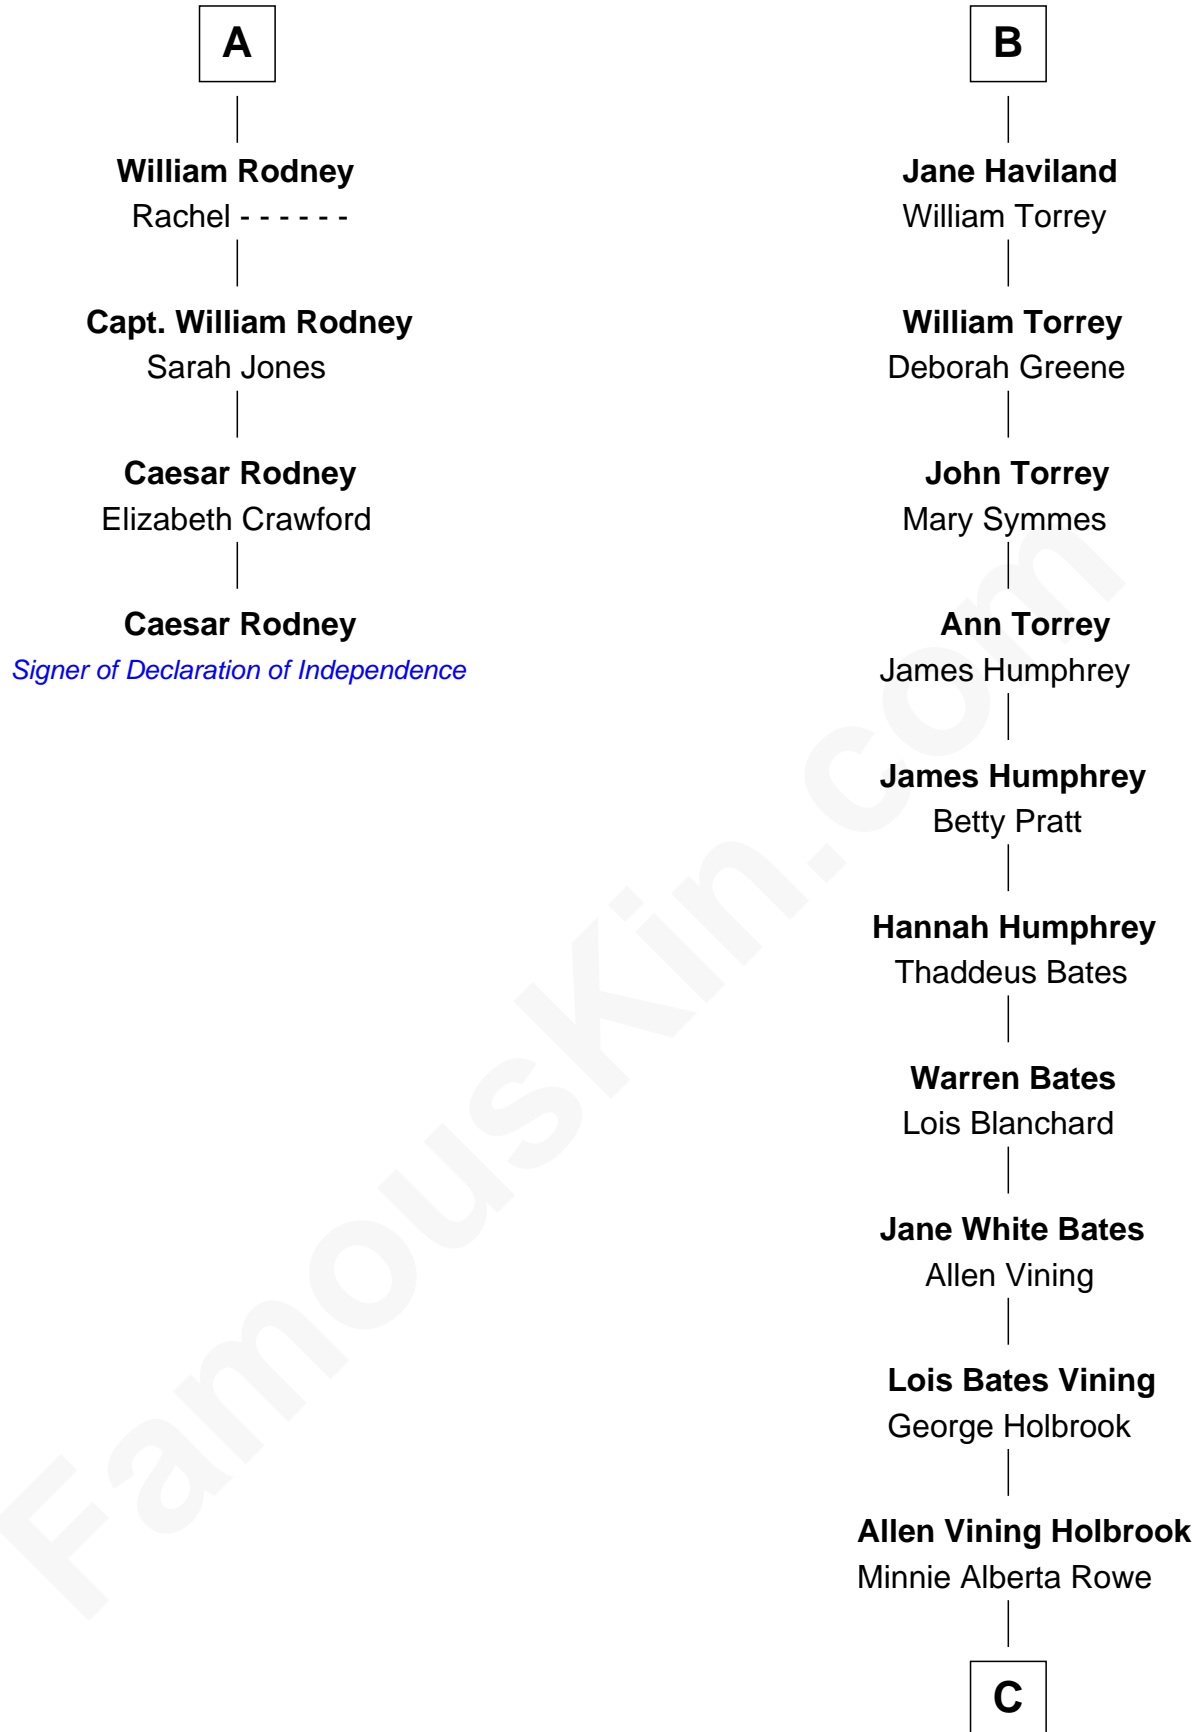 A
William Rodney
Rachel - - - - - -
Capt. William Rodney
Sarah Jones
Caesar Rodney
Elizabeth Crawford
Caesar Rodney
Signer of Declaration of Independence
B
Jane Haviland
William Torrey
William Torrey
Deborah Greene
John Torrey
Mary Symmes
Ann Torrey
James Humphrey
James Humphrey
Betty Pratt
Hannah Humphrey
Thaddeus Bates
Warren Bates
Lois Blanchard
Jane White Bates
Allen Vining
Lois Bates Vining
George Holbrook
Allen Vining Holbrook
Minnie Alberta Rowe
C
FamousKin.com